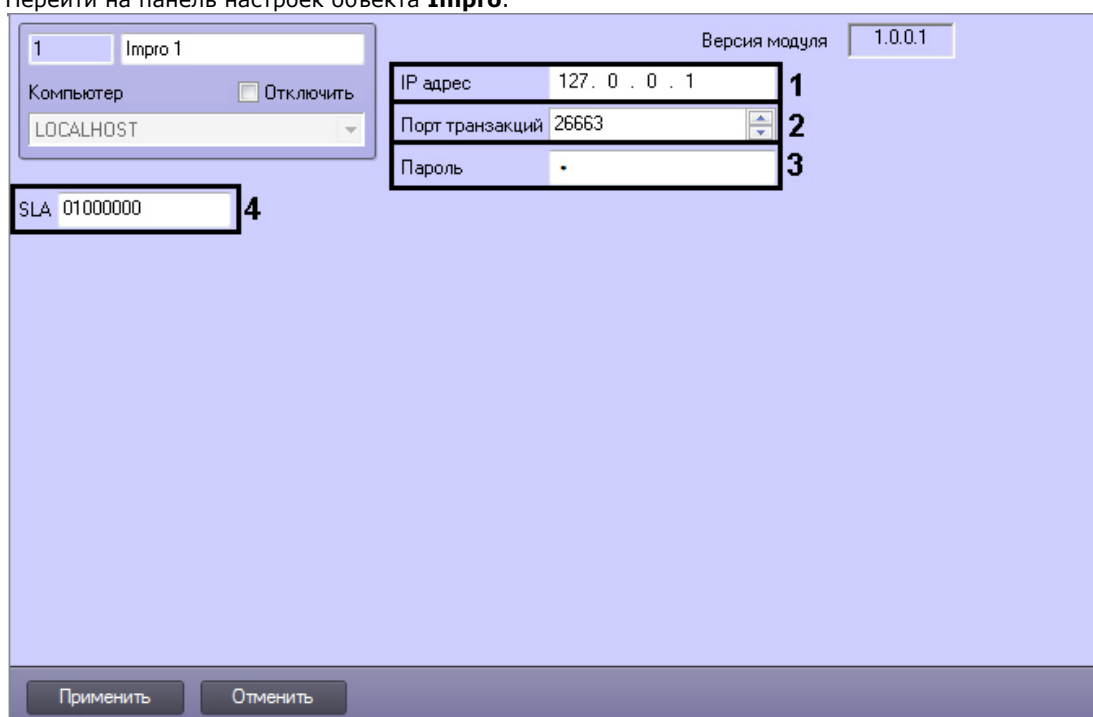 Перейти на панель настроек объекта Impro.
1 Impro 1
Версия модуля 1.0.0.1
Компьютер Отключить
LOCALHOST
IP адрес 127. 0 . 0 . 1 1
Порт транзакций 26663 2
Пароль • 3
SLA 01000000 4
Применить Отменить